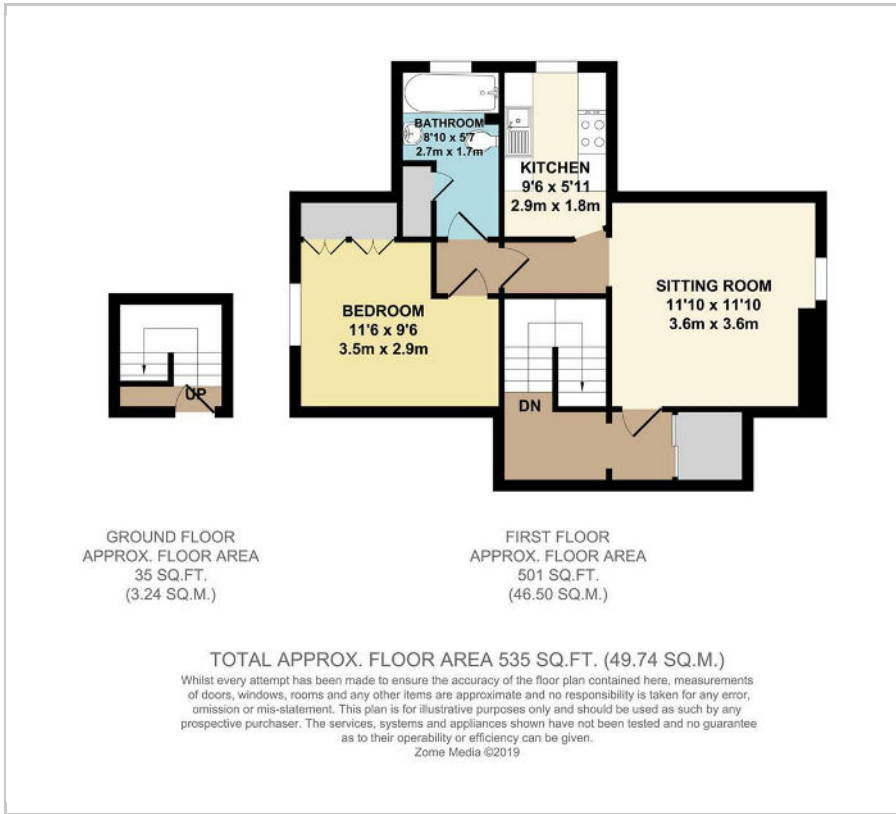 BATHROOM
8'10 x 5'7
2.7m x 1.7m
KITCHEN
9'6 x 5'11
2.9m x 1.8m
SITTING ROOM
11'10 x 11'10
3.6m x 3.6m
BEDROOM
11'6 x 9'6
3.5m x 2.9m
UP
DN
GROUND FLOOR
APPROX. FLOOR AREA
35 SQ.FT.
(3.24 SQ.M.)
FIRST FLOOR
APPROX. FLOOR AREA
501 SQ.FT.
(46.50 SQ.M.)
TOTAL APPROX. FLOOR AREA 535 SQ.FT. (49.74 SQ.M.)
Whilst every attempt has been made to ensure the accuracy of the floor plan contained here, measurements
of doors, windows, rooms and any other items are approximate and no responsibility is taken for any error,
omission or mis-statement. This plan is for illustrative purposes only and should be used as such by any
prospective purchaser. The services, systems and appliances shown have not been tested and no guarantee
as to their operability or efficiency can be given.
Zome Media ©2019